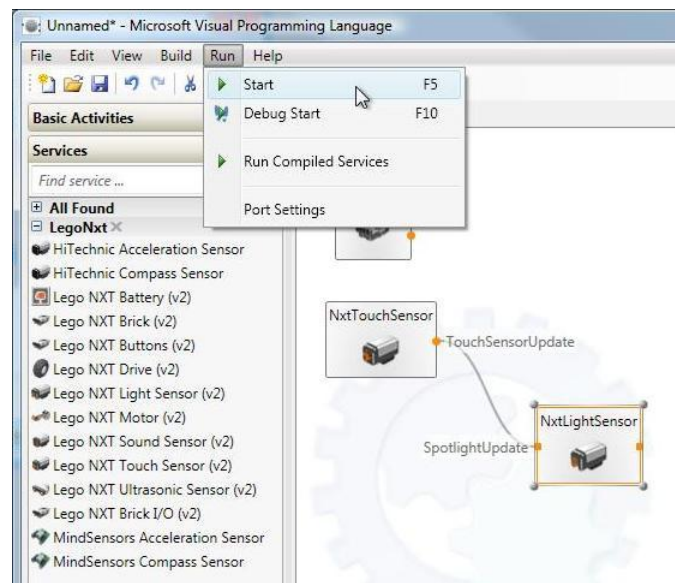 Unnamed* - Microsoft Visual Programming Language
File Edit View Build Run Help
Start F5
Debug Start F10
Run Compiled Services
Port Settings
Basic Activities
Services
Find service ...
All Found
LegoNxt
HiTechnic Acceleration Sensor
HiTechnic Compass Sensor
Lego NXT Battery (v2)
Lego NXT Brick (v2)
Lego NXT Buttons (v2)
Lego NXT Drive (v2)
Lego NXT Light Sensor (v2)
Lego NXT Motor (v2)
Lego NXT Sound Sensor (v2)
Lego NXT Touch Sensor (v2)
Lego NXT Ultrasonic Sensor (v2)
Lego NXT Brick I/O (v2)
MindSensors Acceleration Sensor
MindSensors Compass Sensor
NxtTouchSensor
TouchSensorUpdate
NxtLightSensor
SpotlightUpdate